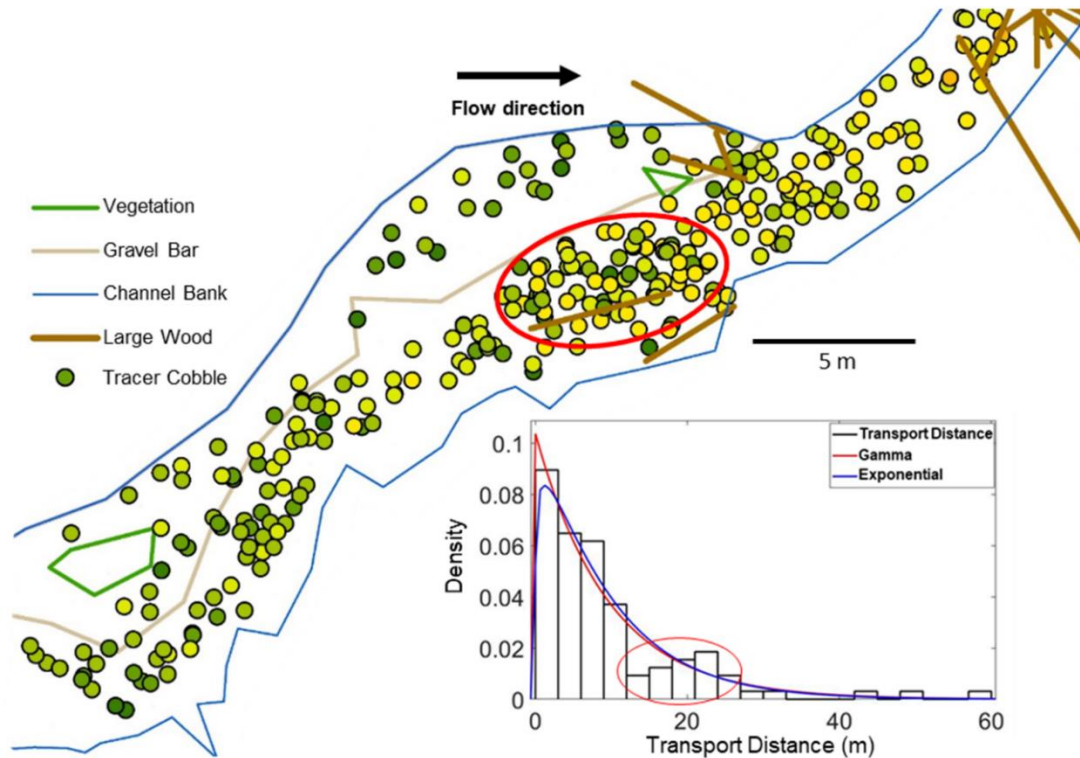 Flow direction
Vegetation
Gravel Bar
Channel Bank
Large Wood
Tracer Cobble
5 m
Transport Distance
Gamma
Exponential
0.1
0.08
0.06
0.04
0.02
0
Density
0 20 40 60
Transport Distance (m)